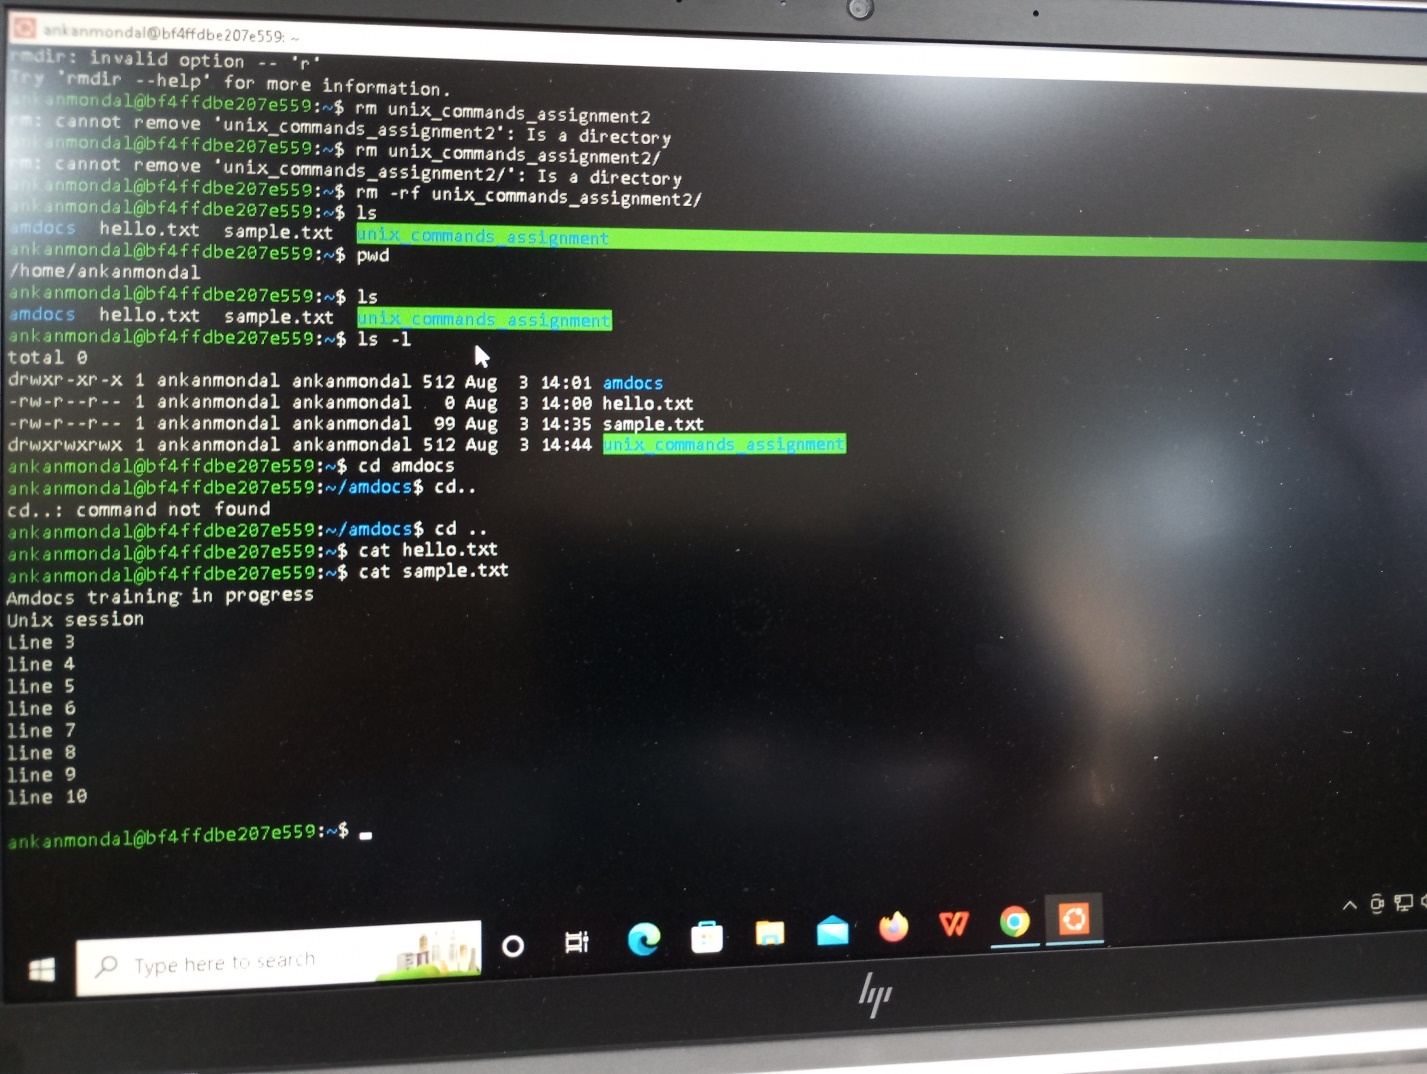 ankanmondal@bf4ffdbe207e559: ~
rmdir: invalid option -- 'r'
Try 'rmdir --help' for more information.
ankanmondal@bf4ffdbe207e559:~$ rm unix_commands_assignment2
rm: cannot remove 'unix_commands_assignment2': Is a directory
ankanmondal@bf4ffdbe207e559:~$ rm unix_commands_assignment2/
rm: cannot remove 'unix_commands_assignment2/': Is a directory
ankanmondal@bf4ffdbe207e559:~$ rm -rf unix_commands_assignment2/
ankanmondal@bf4ffdbe207e559:~$ ls
amdocs  hello.txt  sample.txt  unix_commands_assignment
ankanmondal@bf4ffdbe207e559:~$ pwd
/home/ankanmondal
ankanmondal@bf4ffdbe207e559:~$ ls
amdocs  hello.txt  sample.txt  unix_commands_assignment
ankanmondal@bf4ffdbe207e559:~$ ls -l
total 0
drwxr-xr-x 1 ankanmondal ankanmondal 512 Aug  3 14:01 amdocs
-rw-r--r-- 1 ankanmondal ankanmondal   0 Aug  3 14:00 hello.txt
-rw-r--r-- 1 ankanmondal ankanmondal  99 Aug  3 14:35 sample.txt
drwxrwxrwx 1 ankanmondal ankanmondal 512 Aug  3 14:44 unix_commands_assignment
ankanmondal@bf4ffdbe207e559:~$ cd amdocs
ankanmondal@bf4ffdbe207e559:~/amdocs$ cd..
cd..: command not found
ankanmondal@bf4ffdbe207e559:~/amdocs$ cd ..
ankanmondal@bf4ffdbe207e559:~$ cat hello.txt
ankanmondal@bf4ffdbe207e559:~$ cat sample.txt
Amdocs training in progress
Unix session
Line 3
line 4
line 5
line 6
line 7
line 8
line 9
line 10
ankanmondal@bf4ffdbe207e559:~$
Type here to search
hp